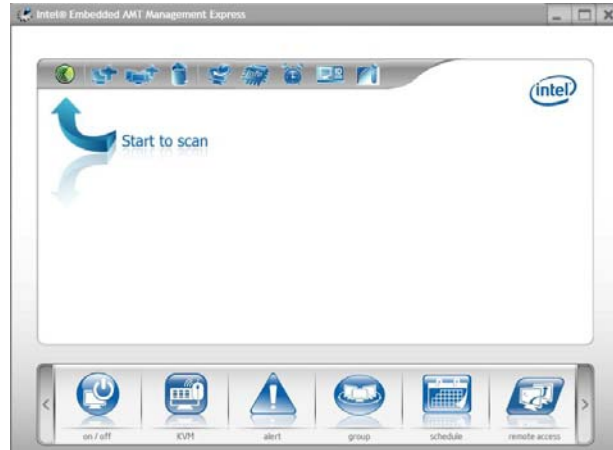 Intel® Embedded AMT Management Express
intel
Start to scan
on / off
KVM
alert
group
schedule
remote access